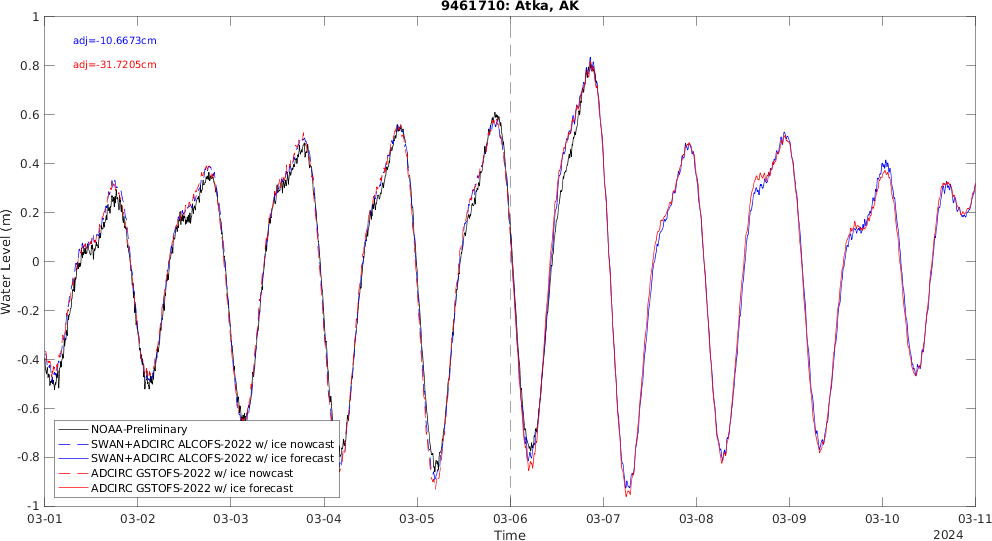 9461710: Atka, AK
adj=-10.6673cm
adj=-31.7205cm
1
0.8
0.6
0.4
0.2
0
-0.2
-0.4
-0.6
-0.8
-1
Water Level (m)
NOAA-Preliminary
SWAN+ADCIRC ALCOFS-2022 w/ ice nowcast
SWAN+ADCIRC ALCOFS-2022 w/ ice forecast
ADCIRC GSTOFS-2022 w/ ice nowcast
ADCIRC GSTOFS-2022 w/ ice forecast
03-01 03-02 03-03 03-04 03-05 03-06 03-07 03-08 03-09 03-10 03-11
Time
2024